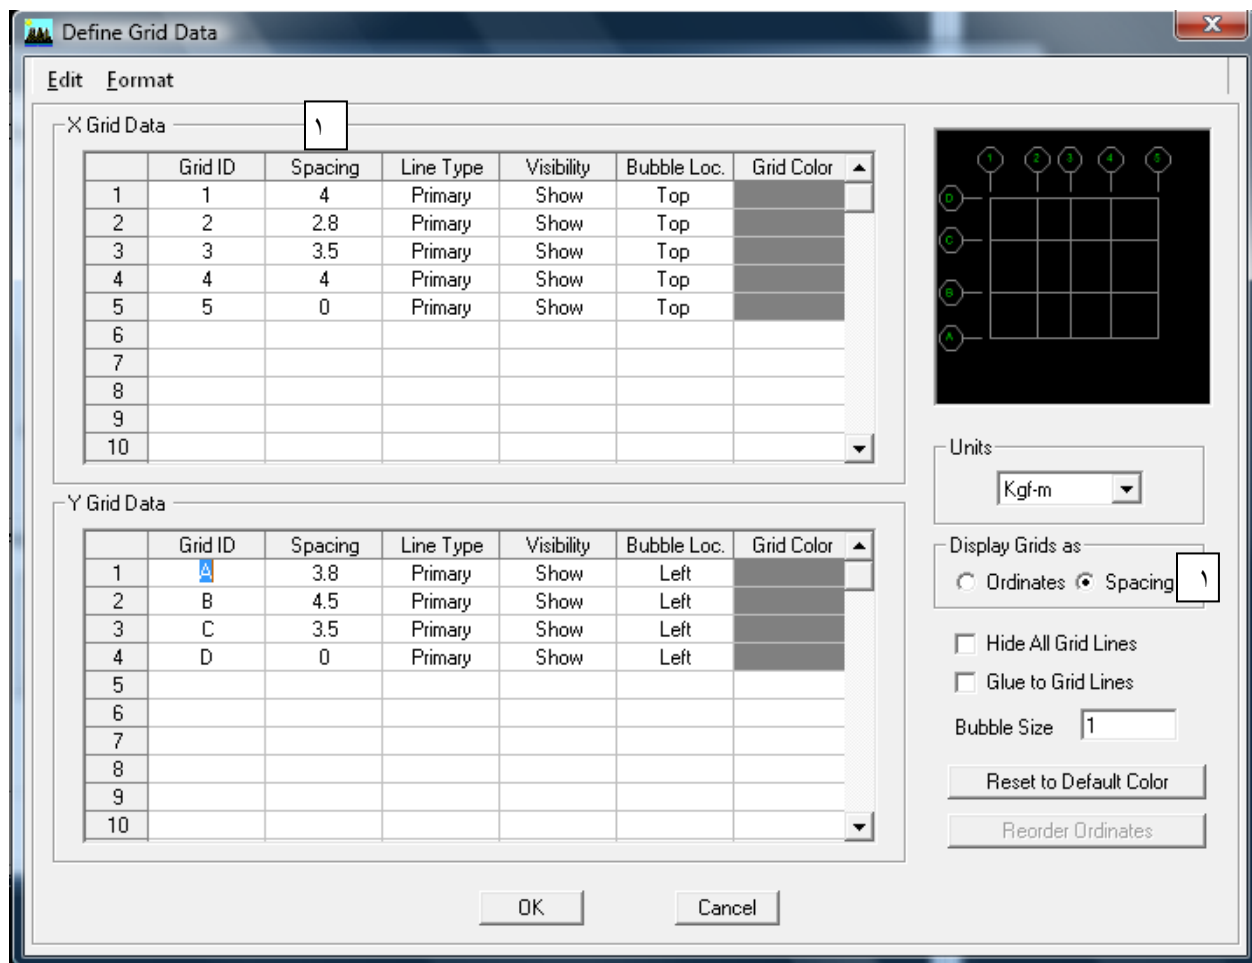 Define Grid Data
Edit Format
X Grid Data ١
Grid ID Spacing Line Type Visibility Bubble Loc. Grid Color
1 1 4 Primary Show Top
2 2 2.8 Primary Show Top
3 3 3.5 Primary Show Top
4 4 4 Primary Show Top
5 5 0 Primary Show Top
6
7
8
9
10
Y Grid Data
Grid ID Spacing Line Type Visibility Bubble Loc. Grid Color
1 A 3.8 Primary Show Left
2 B 4.5 Primary Show Left
3 C 3.5 Primary Show Left
4 D 0 Primary Show Left
5
6
7
8
9
10
1 2 3 4 5
D
C
B
A
Units
Kgf-m
Display Grids as
Ordinates Spacing ١
Hide All Grid Lines
Glue to Grid Lines
Bubble Size 1
Reset to Default Color
Reorder Ordinates
OK Cancel